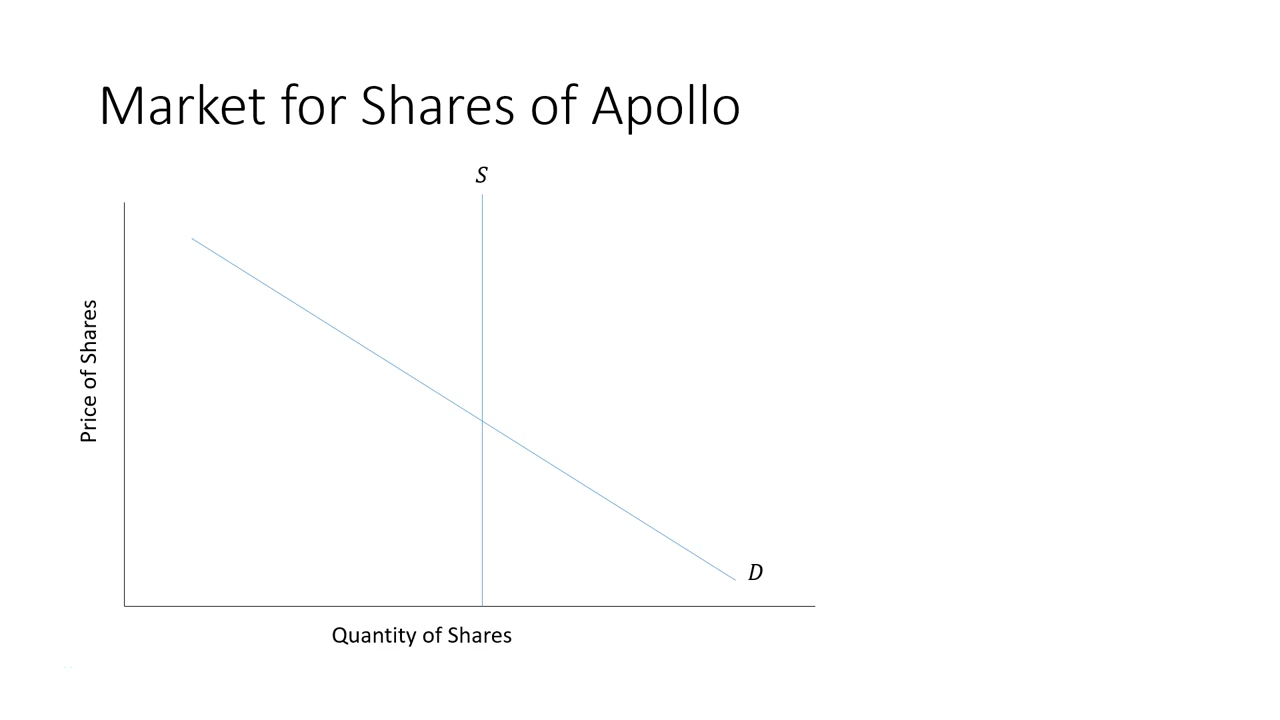 Market for Shares of Apollo
S
Price of Shares
D
Quantity of Shares